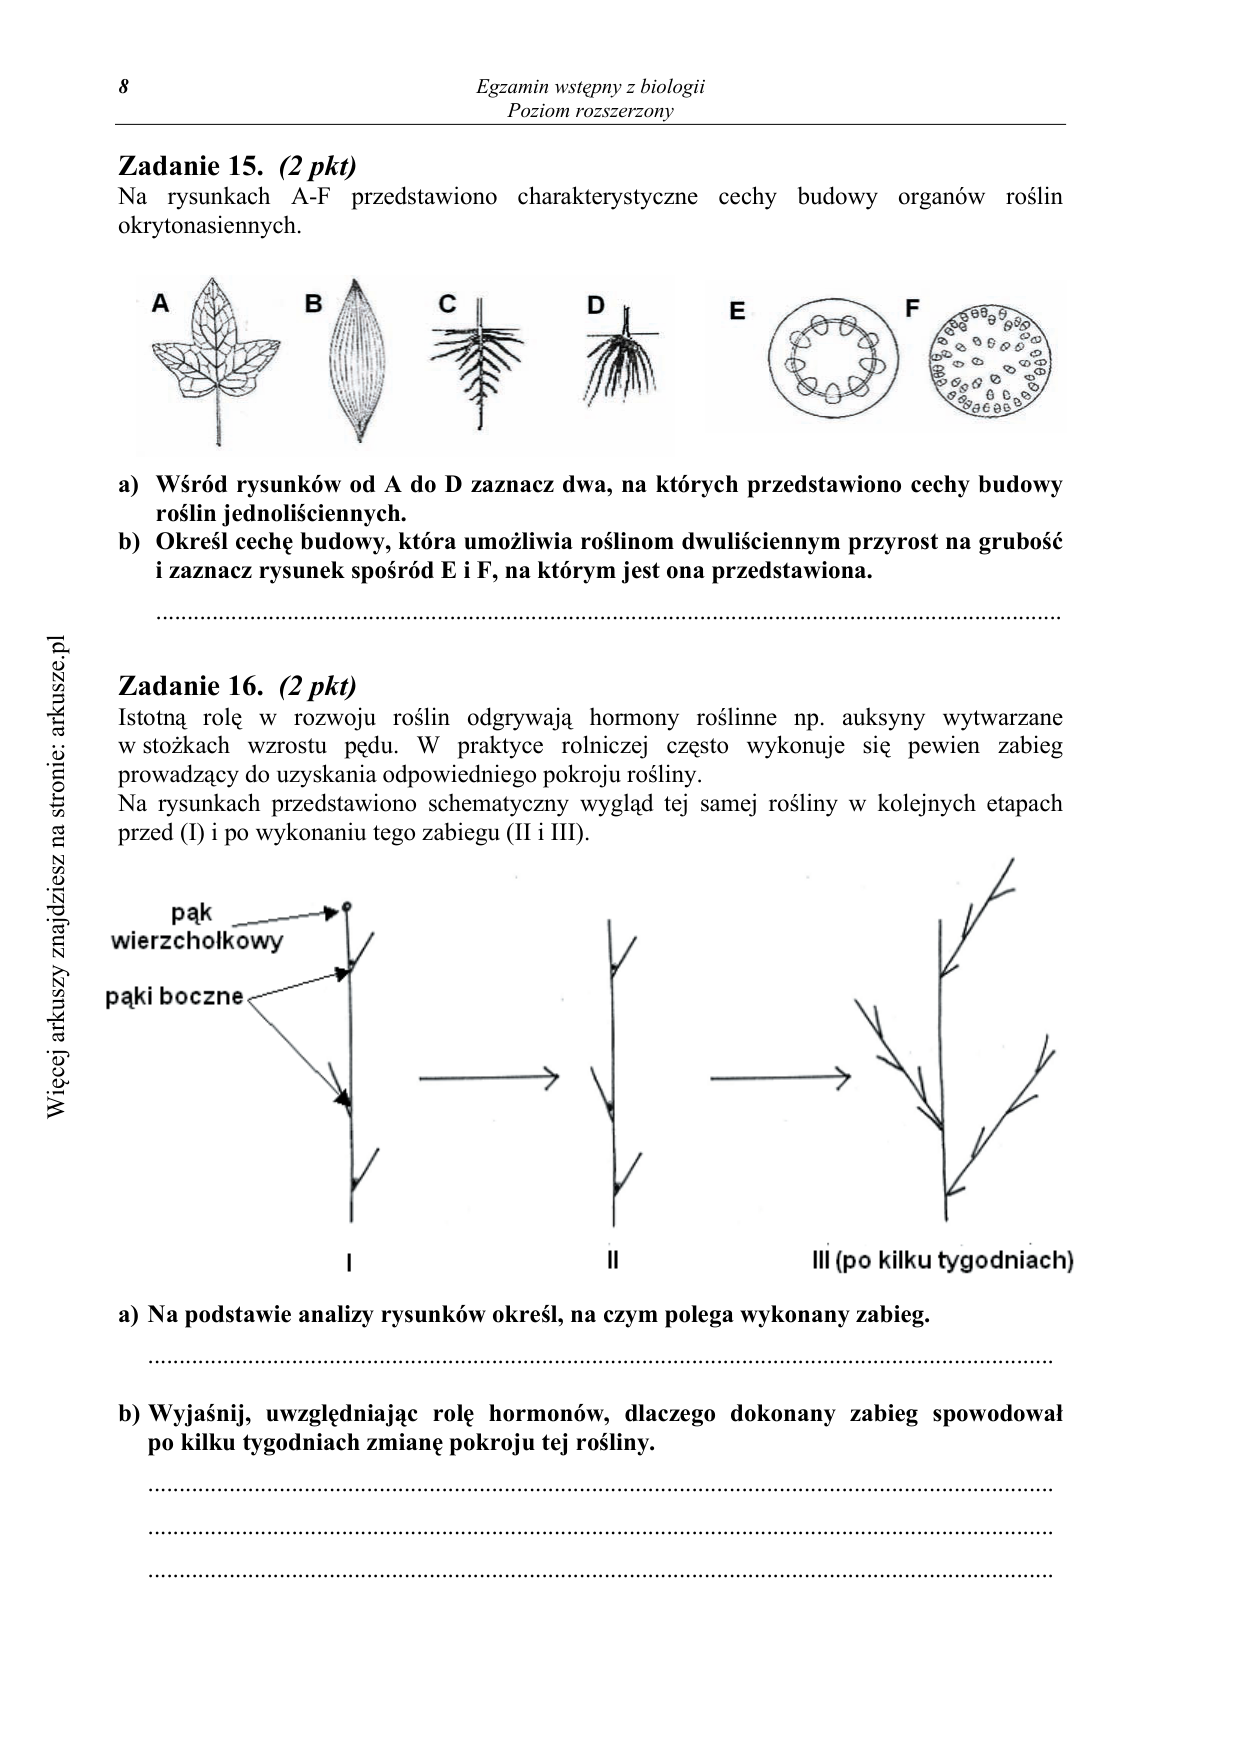 8
Egzamin wstępny z biologii
Poziom rozszerzony
Zadanie 15. (2 pkt)
Na rysunkach A-F przedstawiono charakterystyczne cechy budowy organów roślin
okrytonasiennych.
A B C D E F
a) Wśród rysunków od A do D zaznacz dwa, na których przedstawiono cechy budowy
roślin jednoliściennych.
b) Określ cechę budowy, która umożliwia roślinom dwuliściennym przyrost na grubość
i zaznacz rysunek spośród E i F, na którym jest ona przedstawiona.
Zadanie 16. (2 pkt)
Istotną rolę w rozwoju roślin odgrywają hormony roślinne np. auksyny wytwarzane
w stożkach wzrostu pędu. W praktyce rolniczej często wykonuje się pewien zabieg
prowadzący do uzyskania odpowiedniego pokroju rośliny.
Na rysunkach przedstawiono schematyczny wygląd tej samej rośliny w kolejnych etapach
przed (I) i po wykonaniu tego zabiegu (II i III).
pąk
wierzchołkowy
pąki boczne
I II III (po kilku tygodniach)
a) Na podstawie analizy rysunków określ, na czym polega wykonany zabieg.
b) Wyjaśnij, uwzględniając rolę hormonów, dlaczego dokonany zabieg spowodował
po kilku tygodniach zmianę pokroju tej rośliny.
Więcej arkuszy znajdziesz na stronie: arkusze.pl